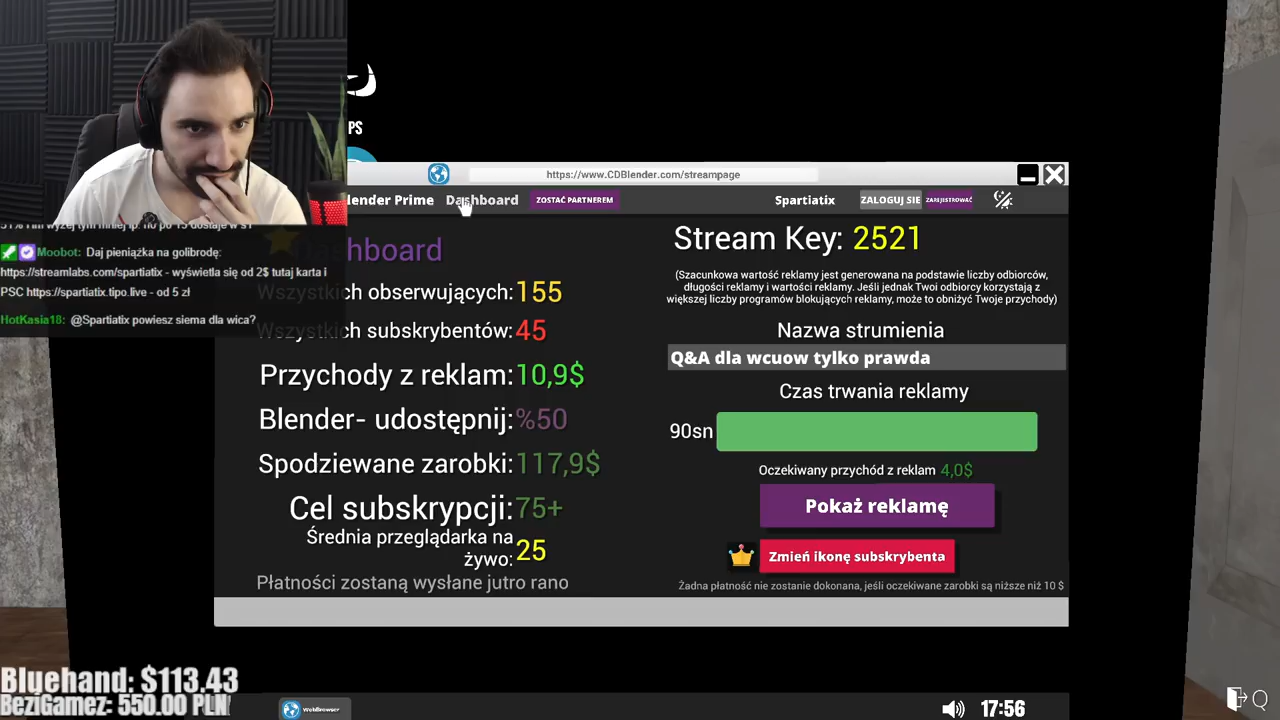 PS
https://www.CDBlender.com/streampage
lender Prime Dashboard ZOSTAĆ PARTNEREM Spartiatix ZALOGUJ SIĘ ZAREJESTROWAĆ
Moobot: Daj pieniążka na golibrodę:
https://streamlabs.com/spartiatix - wyświetla się od 2$ tutaj karta i
PSC https://spartiatix.tipo.live - od 5 zł
HotKasia18: @Spartiatix powiesz siema dla wica?
hboard
Wszystkich obserwujących: 155
Wszystkich subskrybentów: 45
Przychody z reklam: 10,9$
Blender- udostępnij: %50
Spodziewane zarobki: 117,9$
Cel subskrypcji: 75+
Średnia przeglądarka na
żywo: 25
Płatności zostaną wysłane jutro rano
Stream Key: 2521
(Szacunkowa wartość reklamy jest generowana na podstawie liczby odbiorców,
długości reklamy i wartości reklamy. Jeśli jednak Twoi odbiorcy korzystają z
większej liczby programów blokujących reklamy, może to obniżyć Twoje przychody)
Nazwa strumienia
Q&A dla wcuow tylko prawda
Czas trwania reklamy
90sn
Oczekiwany przychód z reklam 4,0$
Pokaż reklamę
Zmień ikonę subskrybenta
Żadna płatność nie zostanie dokonana, jeśli oczekiwane zarobki są niższe niż 10 $
Bluehand: $113.43
BeziGamez: 550.00 PLN
WebBrowser
17:56
Q